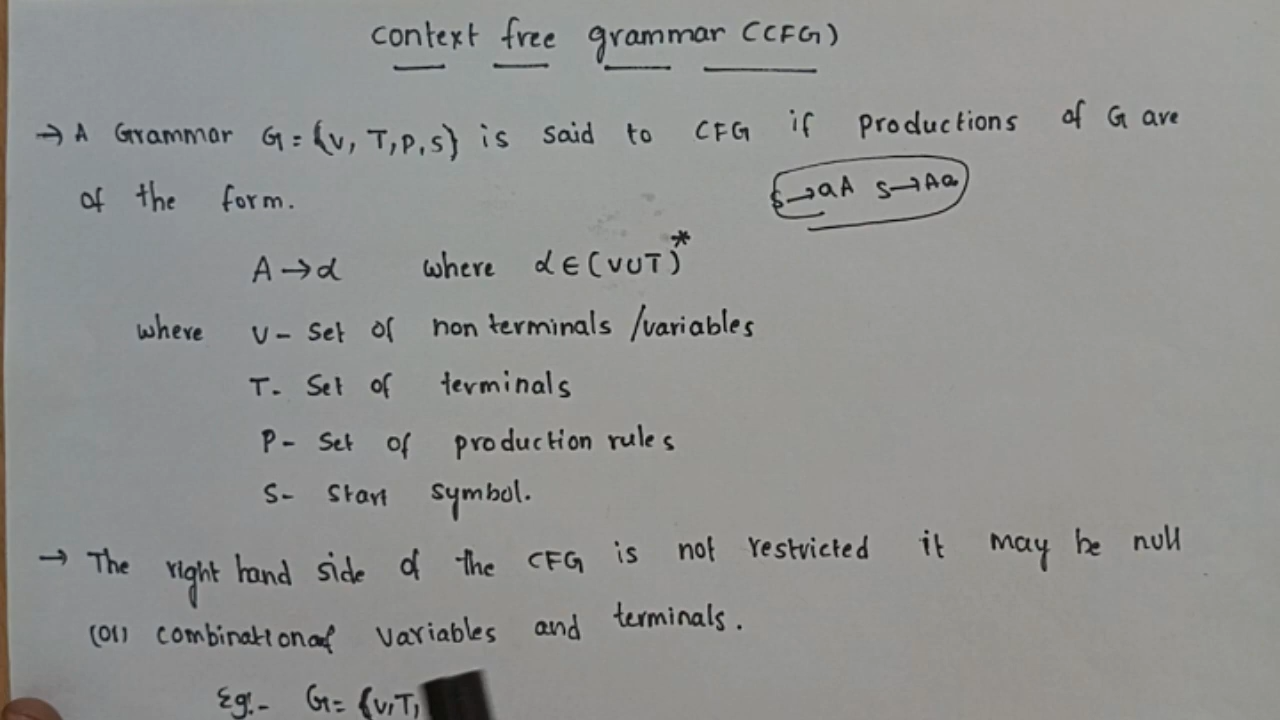 context free grammar (CFG)
→ A Grammar G = {V, T, P, S} is said to CFG if productions of G are
of the form.
S→aA S→Aa
A → α where α ∈ (VUT)*
where V- Set of non terminals /variables
T- Set of terminals
P- Set of production rules
S- Start symbol.
→ The right hand side of the CFG is not restricted it may be null
(or) combination of variables and terminals.
Eg:- G = {V,T,